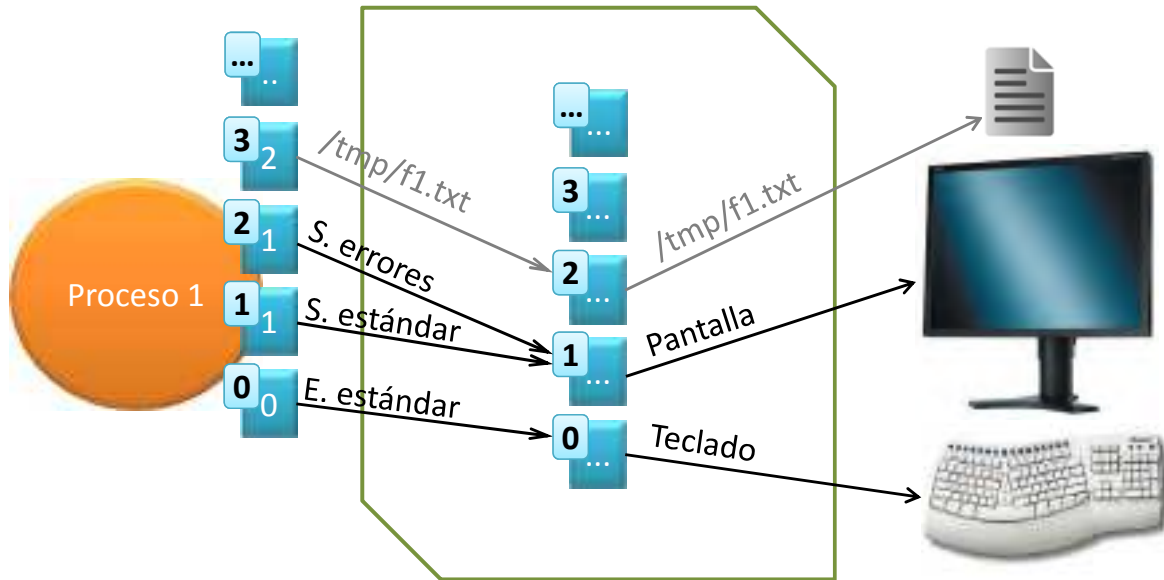 ...
..
3
2
/tmp/f1.txt
2
1
S. errores
Proceso 1
1
1
S. estándar
0
0
E. estándar
...
...
3
...
2
...
/tmp/f1.txt
1
...
Pantalla
0
...
Teclado